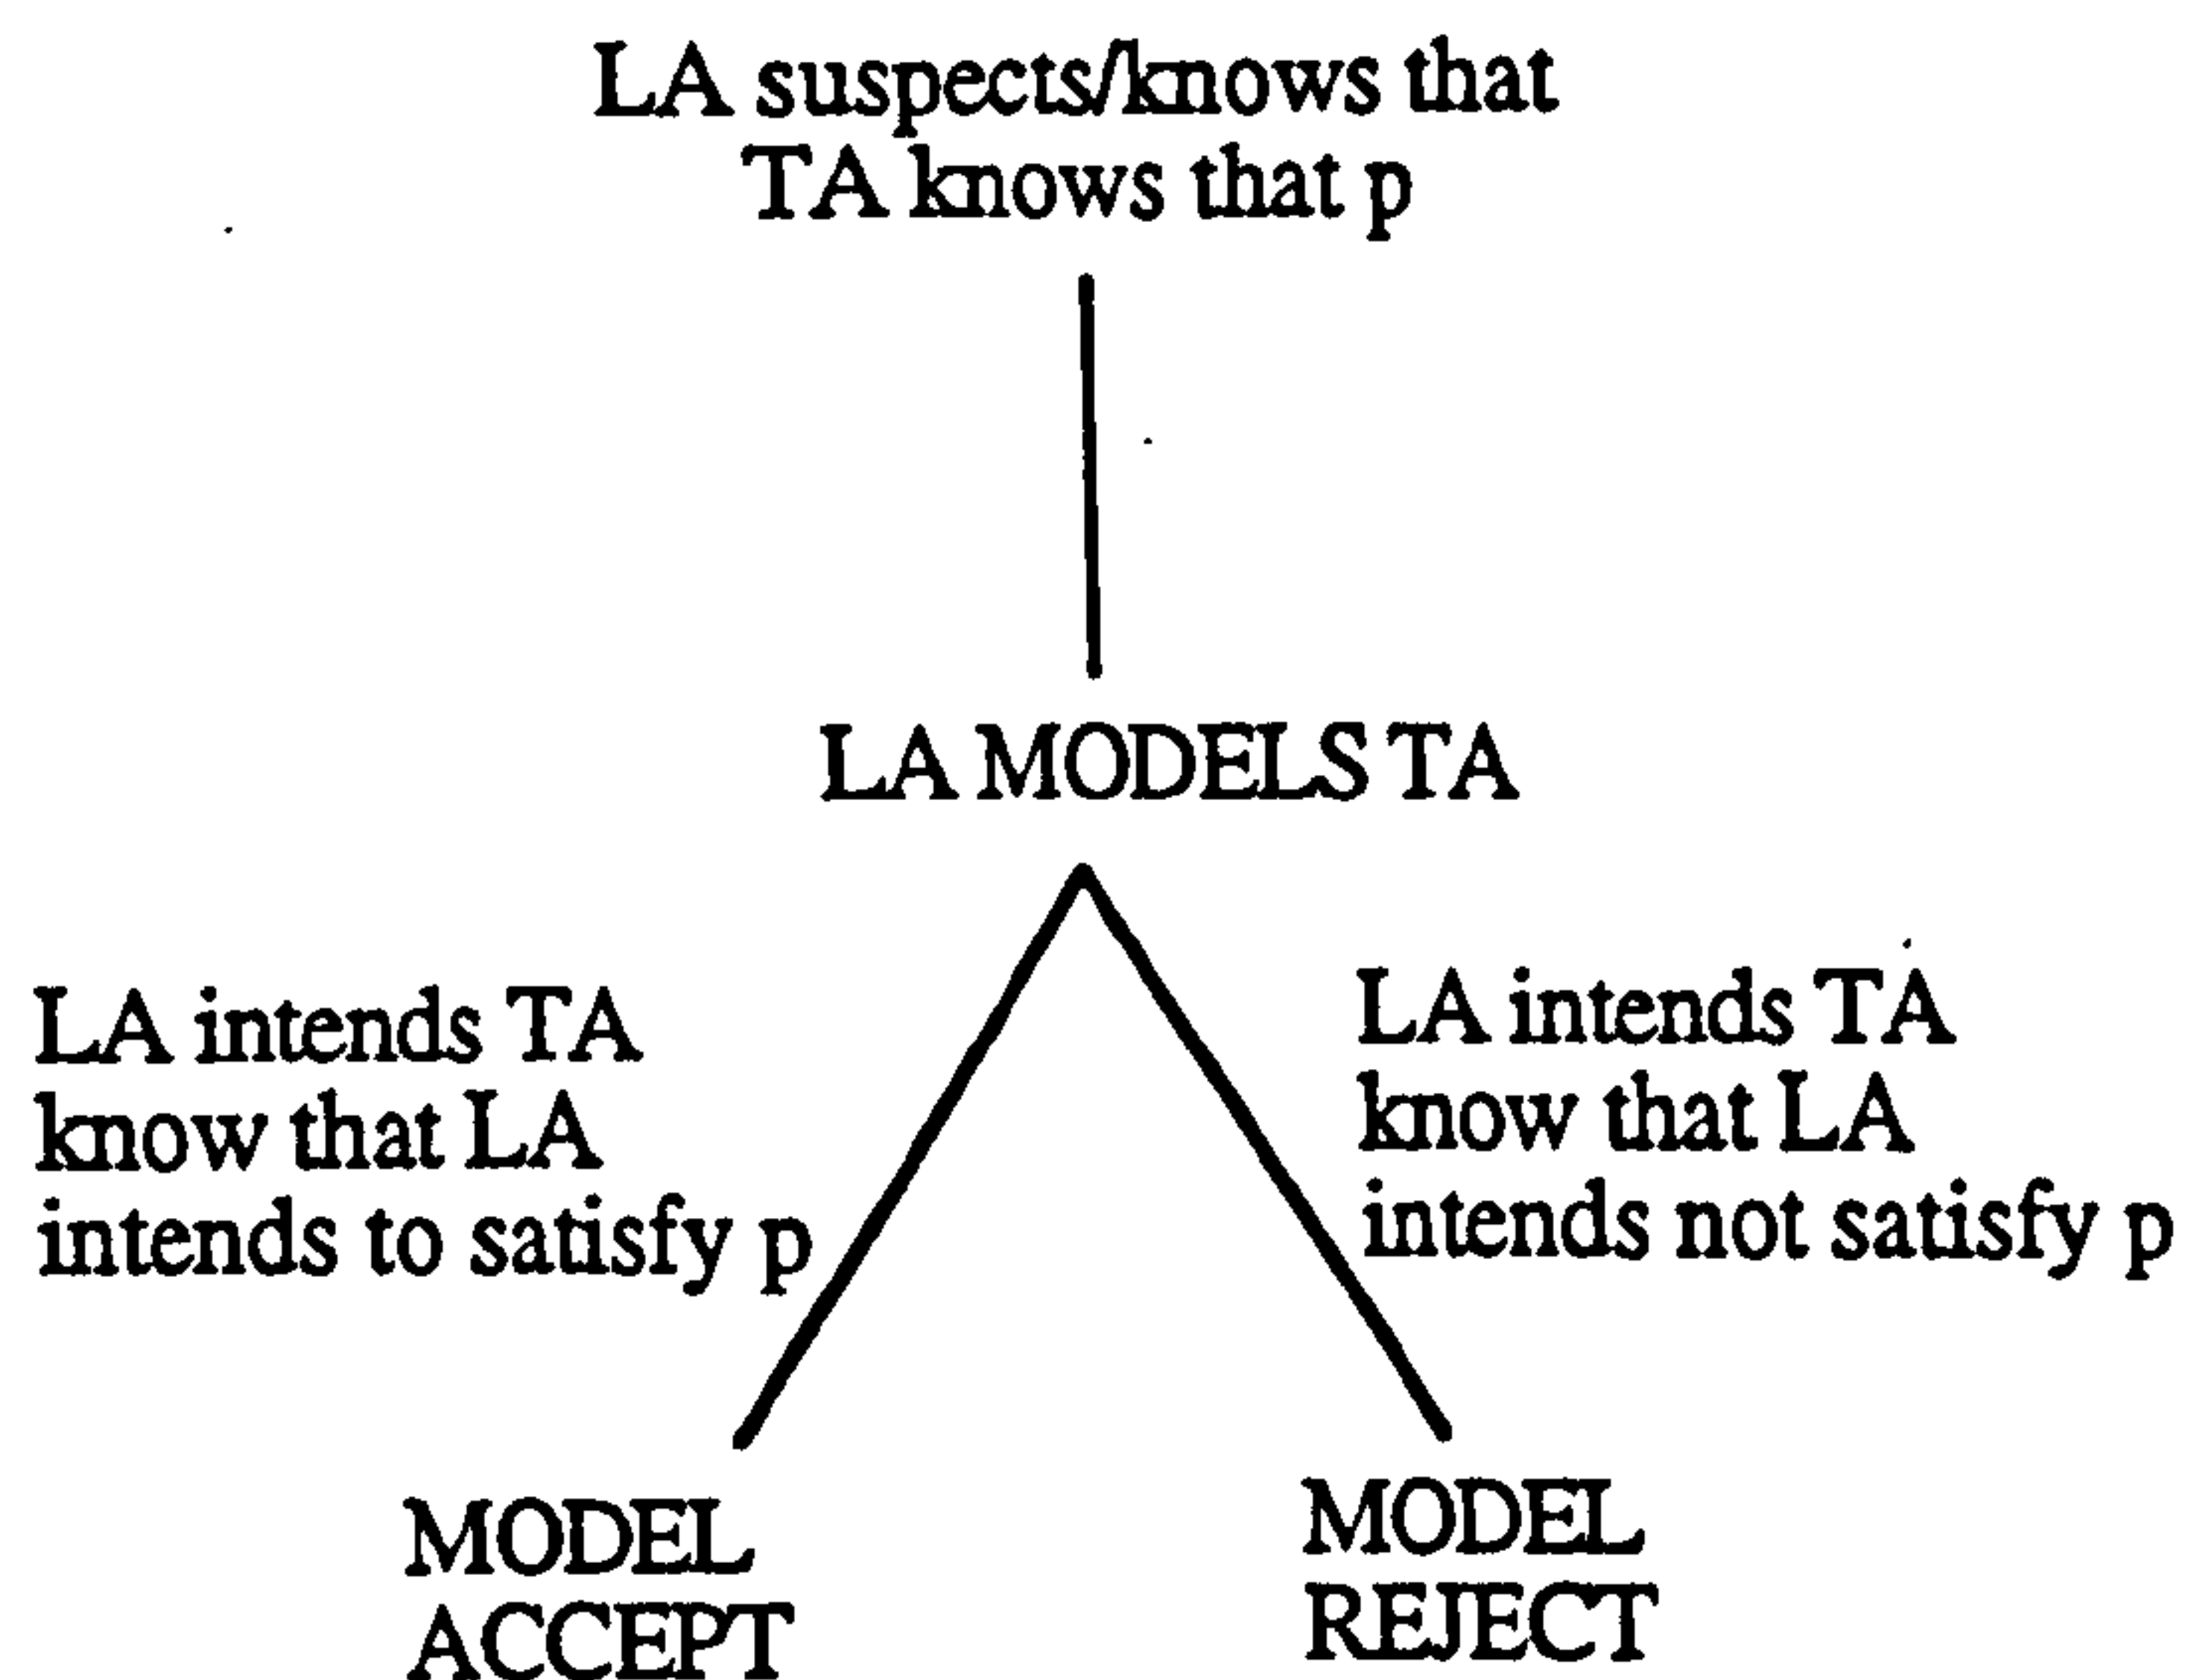 LA suspects/knows that
TA knows that p
LA MODELS TA
LA intends TA
know that LA
intends to satisfy p
LA intends TA
know that LA
intends not satisfy p
MODEL
ACCEPT
MODEL
REJECT